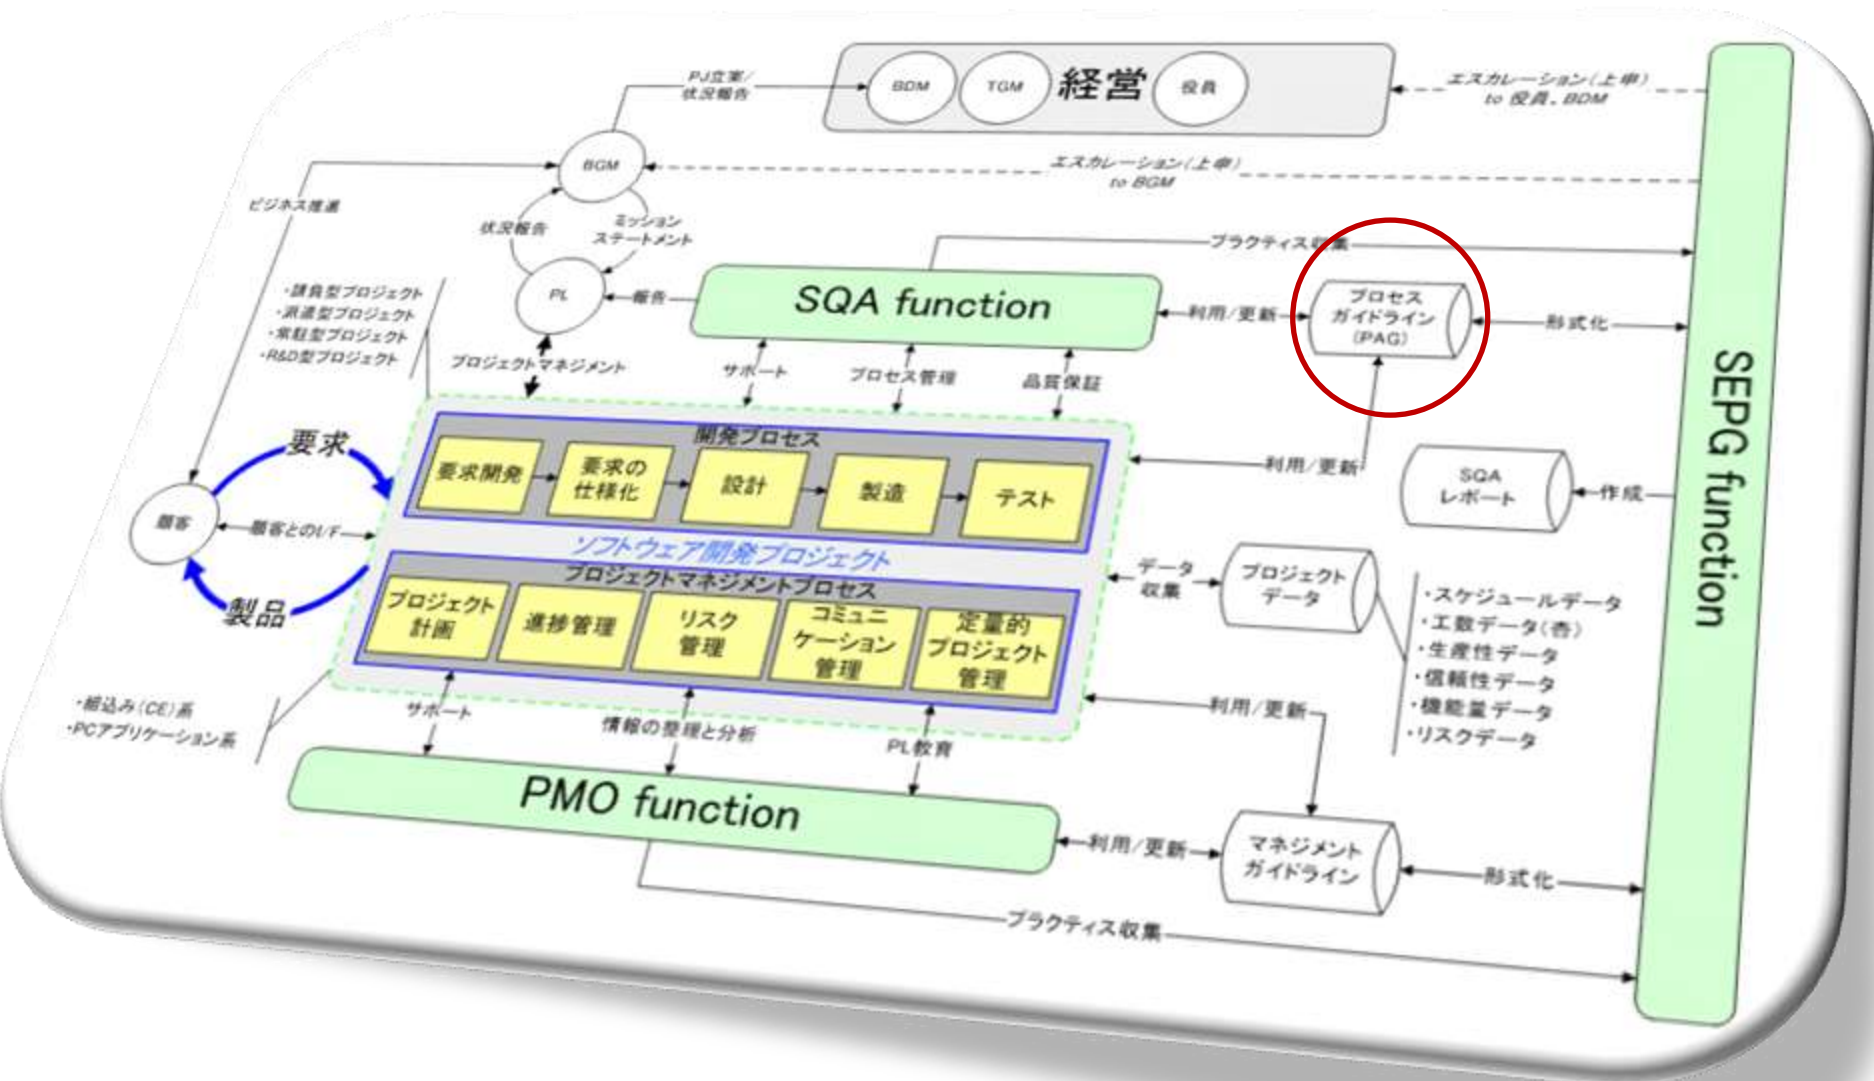 PJ立案/
状況報告
BDM
TGM
経営
役員
エスカレーション(上申)
to 役員、BDM
BGM
エスカレーション(上申)
to BGM
ビジネス推進
状況報告
ミッション
ステートメント
プラクティス収集
・請負型プロジェクト
・派遣型プロジェクト
・常駐型プロジェクト
・R&D型プロジェクト
PL
報告
SQA function
利用/更新
プロセス
ガイドライン
(PAG)
形式化
プロジェクトマネジメント
サポート
プロセス管理
品質保証
SEPG function
要求
開発プロセス
要求開発
要求の
仕様化
設計
製造
テスト
利用/更新
SQA
レポート
作成
顧客
顧客とのI/F
ソフトウェア開発プロジェクト
データ
収集
プロジェクト
データ
製品
プロジェクトマネジメントプロセス
プロジェクト
計画
進捗管理
リスク
管理
コミュニ
ケーション
管理
定量的
プロジェクト
管理
・スケジュールデータ
・工数データ(杏)
・生産性データ
・信頼性データ
・機能量データ
・リスクデータ
・組込み(CE)系
・PCアプリケーション系
サポート
情報の整理と分析
PL教育
利用/更新
PMO function
利用/更新
マネジメント
ガイドライン
形式化
プラクティス収集